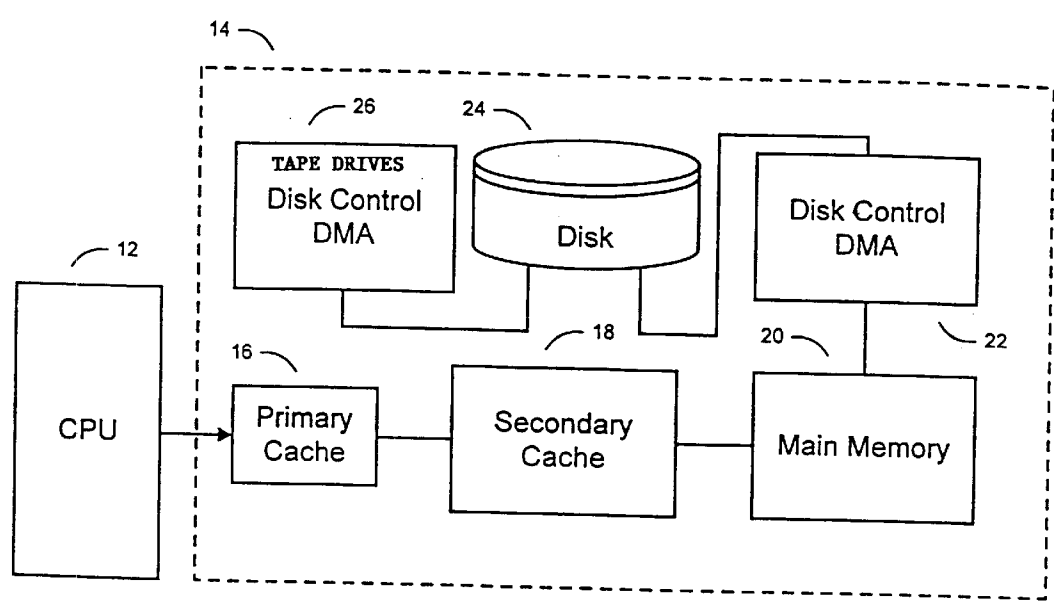 14
26
24
TAPE DRIVES
Disk Control
DMA
Disk
Disk Control
DMA
12
22
18
20
16
CPU
Primary
Cache
Secondary
Cache
Main Memory